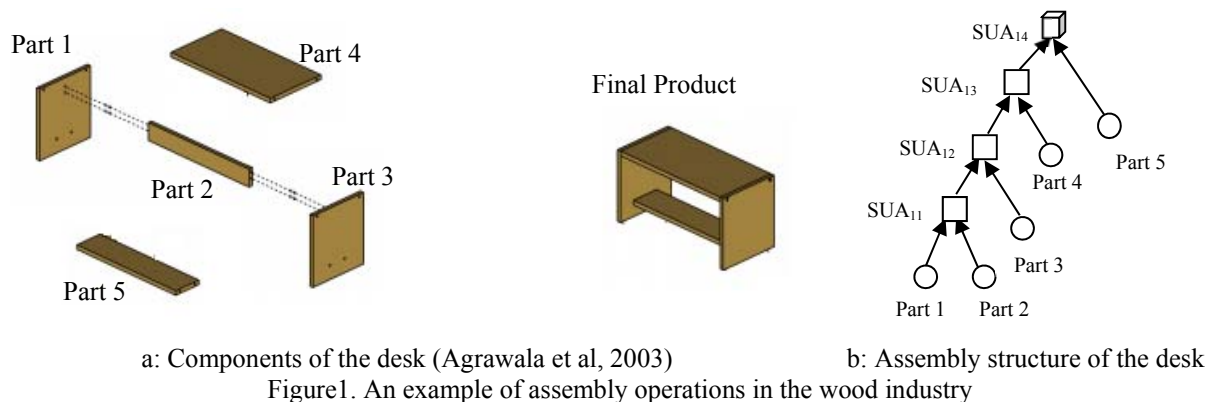 Part 1
Part 4
Part 2
Part 3
Part 5
Final Product
SUA₁₄
SUA₁₃
Part 5
SUA₁₂
Part 4
SUA₁₁
Part 3
Part 1 Part 2
a: Components of the desk (Agrawala et al, 2003) b: Assembly structure of the desk
Figure1. An example of assembly operations in the wood industry